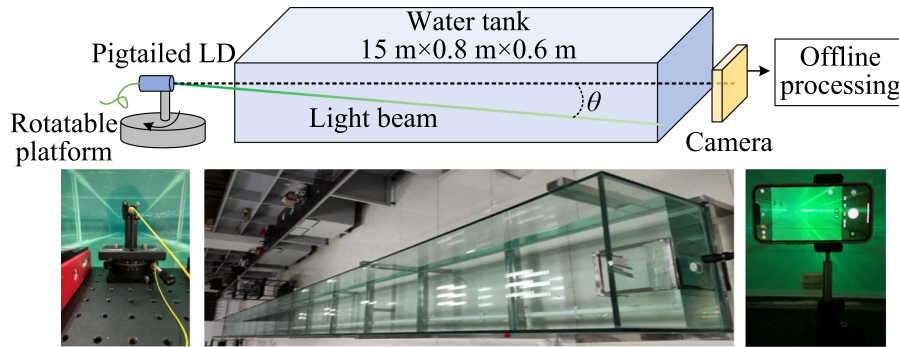 Water tank
15 m×0.8 m×0.6 m
Pigtailed LD
Offline
processing
θ
Light beam
Rotatable
platform
Camera